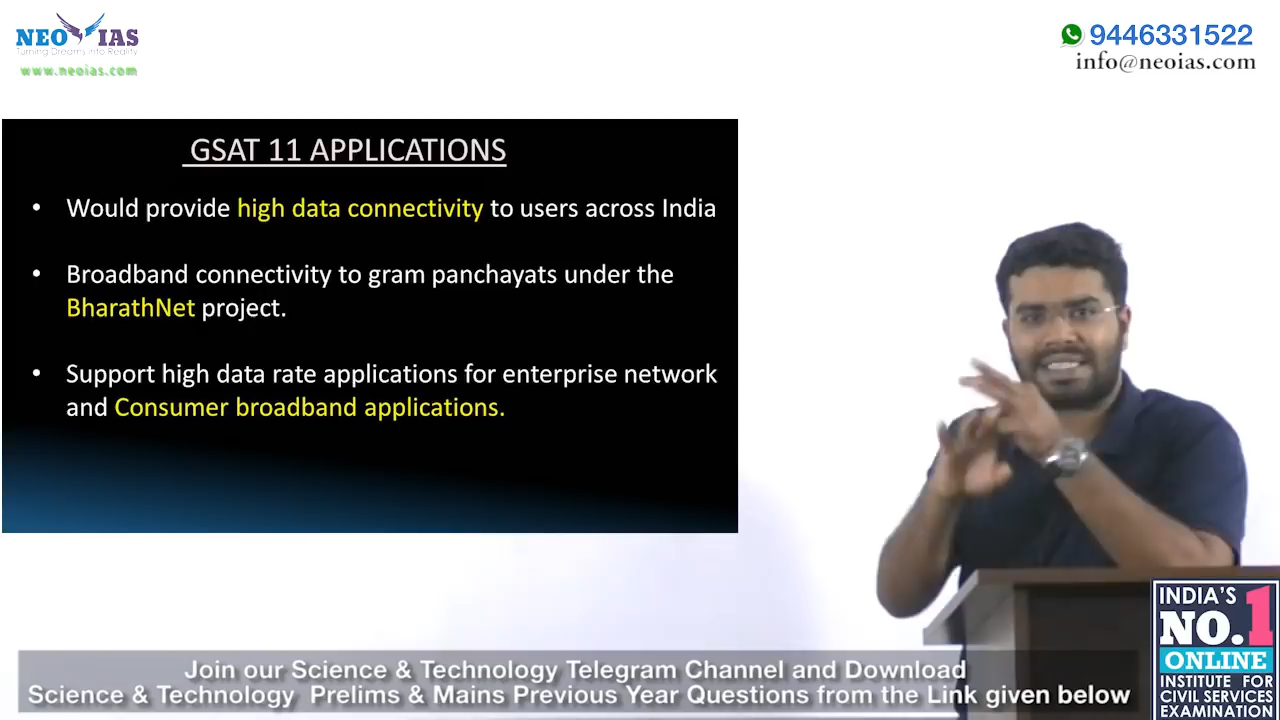 NEO IAS
Turning Dreams into Reality
www.neoias.com
9446331522
info@neoias.com
GSAT 11 APPLICATIONS
• Would provide high data connectivity to users across India
• Broadband connectivity to gram panchayats under the
BharathNet project.
• Support high data rate applications for enterprise network
and Consumer broadband applications.
INDIA'S
NO.1
ONLINE
INSTITUTE FOR
CIVIL SERVICES
EXAMINATION
Join our Science & Technology Telegram Channel and Download
Science & Technology Prelims & Mains Previous Year Questions from the Link given below